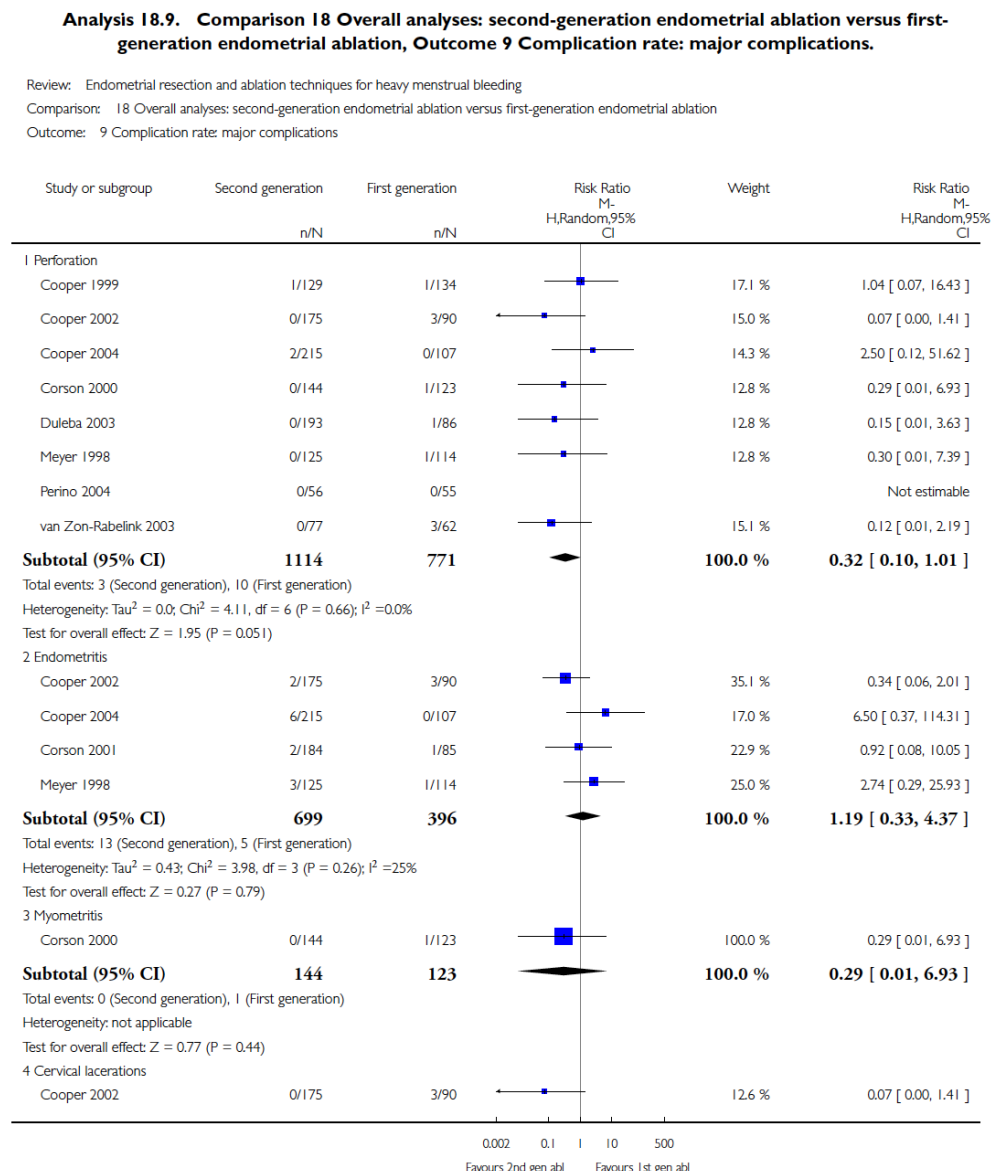 Analysis 18.9. Comparison 18 Overall analyses: second-generation endometrial ablation versus first-
generation endometrial ablation, Outcome 9 Complication rate: major complications.
Review: Endometrial resection and ablation techniques for heavy menstrual bleeding
Comparison: 18 Overall analyses: second-generation endometrial ablation versus first-generation endometrial ablation
Outcome: 9 Complication rate: major complications
Study or subgroup Second generation First generation Risk Ratio Weight Risk Ratio
M- M-
H,Random,95% H,Random,95%
n/N n/N CI CI
1 Perforation
Cooper 1999 1/129 1/134 17.1 % 1.04 [ 0.07, 16.43 ]
Cooper 2002 0/175 3/90 15.0 % 0.07 [ 0.00, 1.41 ]
Cooper 2004 2/215 0/107 14.3 % 2.50 [ 0.12, 51.62 ]
Corson 2000 0/144 1/123 12.8 % 0.29 [ 0.01, 6.93 ]
Duleba 2003 0/193 1/86 12.8 % 0.15 [ 0.01, 3.63 ]
Meyer 1998 0/125 1/114 12.8 % 0.30 [ 0.01, 7.39 ]
Perino 2004 0/56 0/55 Not estimable
van Zon-Rabelink 2003 0/77 3/62 15.1 % 0.12 [ 0.01, 2.19 ]
Subtotal (95% CI) 1114 771 100.0 % 0.32 [ 0.10, 1.01 ]
Total events: 3 (Second generation), 10 (First generation)
Heterogeneity: Tau² = 0.0; Chi² = 4.11, df = 6 (P = 0.66); I² =0.0%
Test for overall effect: Z = 1.95 (P = 0.051)
2 Endometritis
Cooper 2002 2/175 3/90 35.1 % 0.34 [ 0.06, 2.01 ]
Cooper 2004 6/215 0/107 17.0 % 6.50 [ 0.37, 114.31 ]
Corson 2001 2/184 1/85 22.9 % 0.92 [ 0.08, 10.05 ]
Meyer 1998 3/125 1/114 25.0 % 2.74 [ 0.29, 25.93 ]
Subtotal (95% CI) 699 396 100.0 % 1.19 [ 0.33, 4.37 ]
Total events: 13 (Second generation), 5 (First generation)
Heterogeneity: Tau² = 0.43; Chi² = 3.98, df = 3 (P = 0.26); I² =25%
Test for overall effect: Z = 0.27 (P = 0.79)
3 Myometritis
Corson 2000 0/144 1/123 100.0 % 0.29 [ 0.01, 6.93 ]
Subtotal (95% CI) 144 123 100.0 % 0.29 [ 0.01, 6.93 ]
Total events: 0 (Second generation), 1 (First generation)
Heterogeneity: not applicable
Test for overall effect: Z = 0.77 (P = 0.44)
4 Cervical lacerations
Cooper 2002 0/175 3/90 12.6 % 0.07 [ 0.00, 1.41 ]
0.002 0.1 1 10 500
Favours 2nd gen abl Favours 1st gen abl